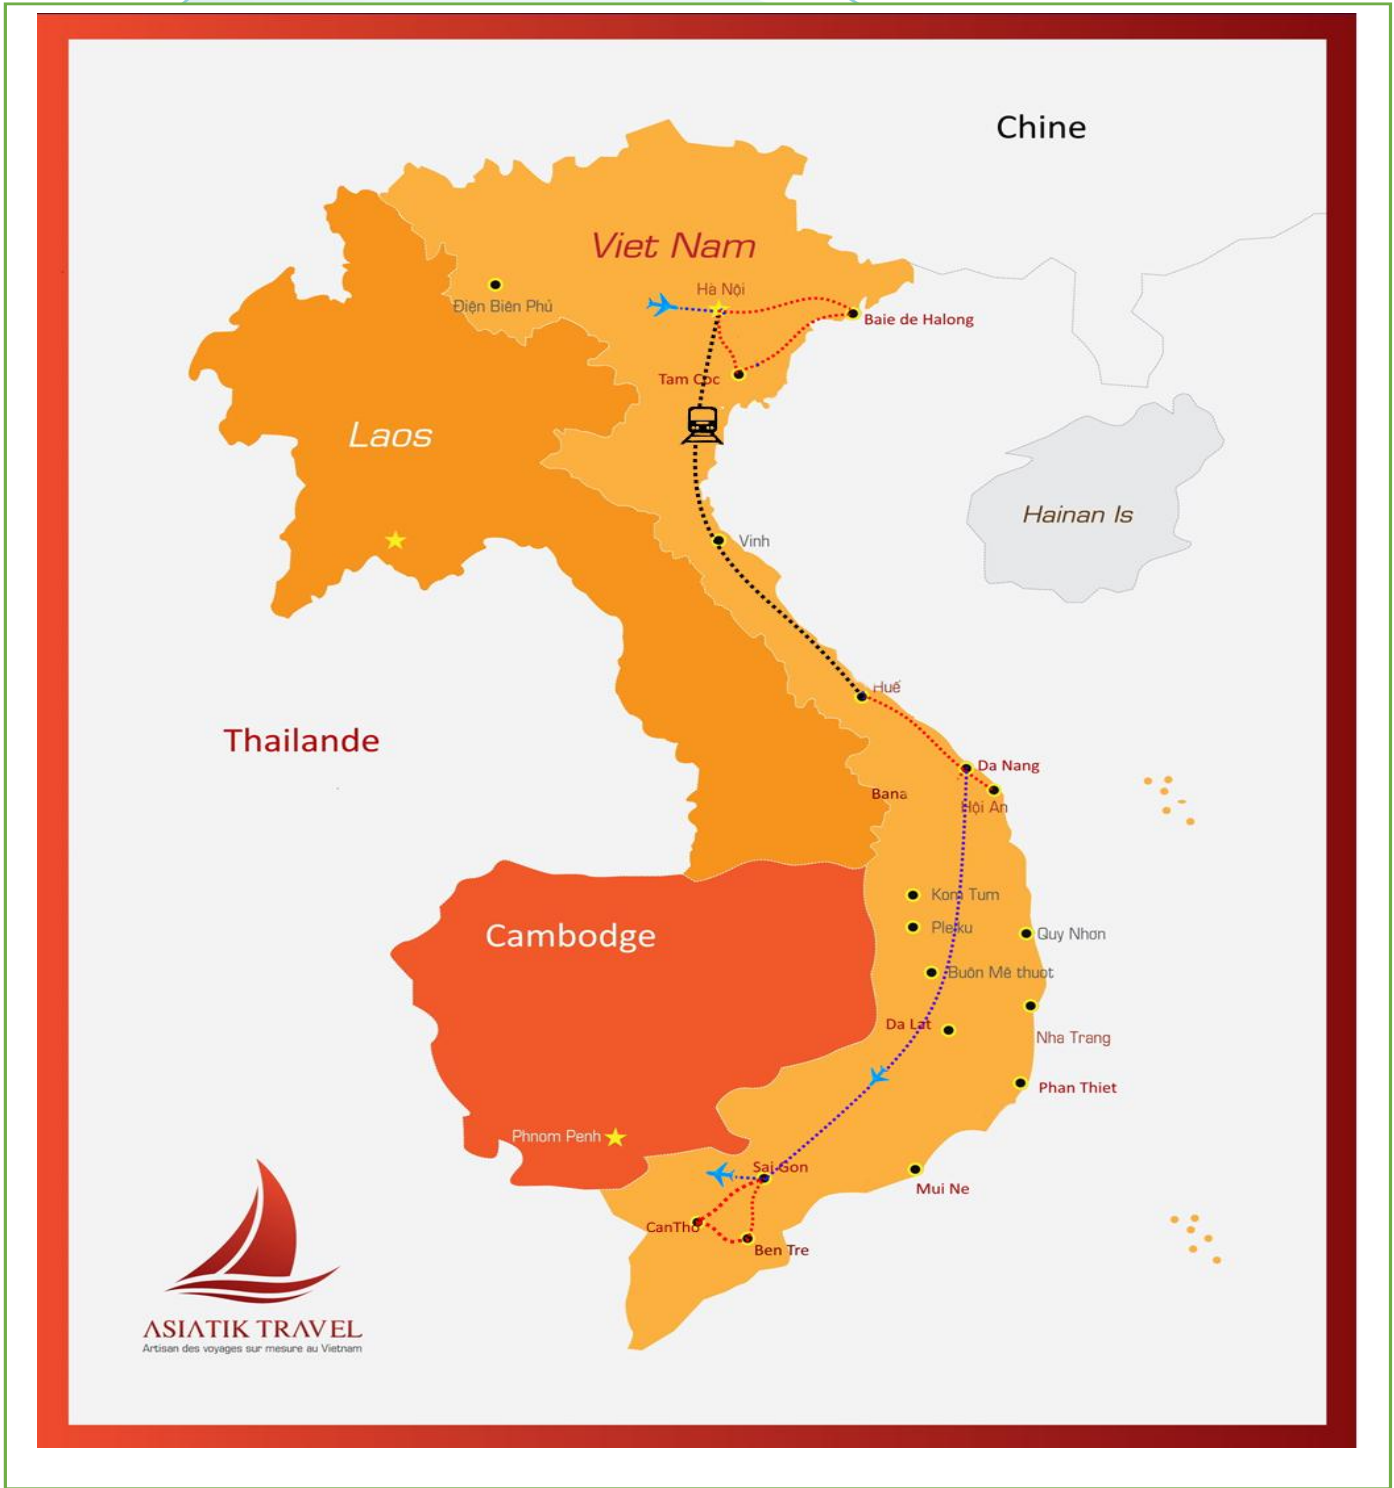 Chine
Viet Nam
Hà Nội
Điện Biên Phủ
Baie de Halong
Tam Coc
Laos
Hainan Is
Vinh
Huế
Thailande
Da Nang
Bana
Hội An
Kom Tum
Pleiku
Quy Nhơn
Cambodge
Buôn Mê thuot
Da Lat
Nha Trang
Phan Thiet
Phnom Penh
Sai Gon
Mui Ne
CanTho
Ben Tre
ASIATIK TRAVEL
Artisan des voyages sur mesure au Vietnam